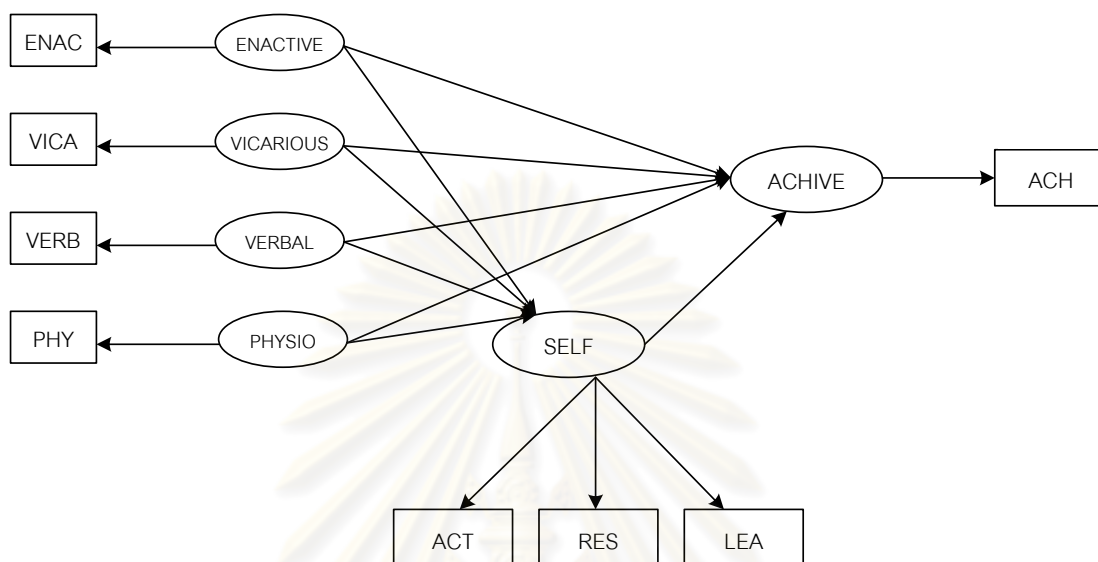 ENAC
ENACTIVE
VICA
VICARIOUS
ACHIVE
ACH
VERB
VERBAL
PHY
PHYSIO
SELF
ACT
RES
LEA